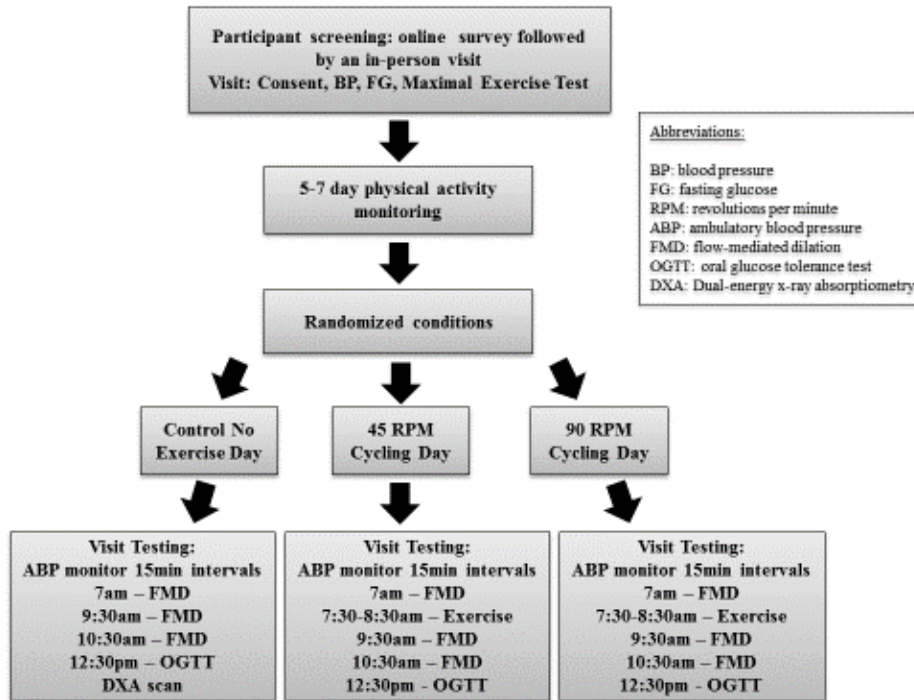 Participant screening: online survey followed
by an in-person visit
Visit: Consent, BP, FG, Maximal Exercise Test
Abbreviations:
BP: blood pressure
FG: fasting glucose
RPM: revolutions per minute
ABP: ambulatory blood pressure
FMD: flow-mediated dilation
OGTT: oral glucose tolerance test
DXA: Dual-energy x-ray absorptiometry
5-7 day physical activity
monitoring
Randomized conditions
Control No
Exercise Day
45 RPM
Cycling Day
90 RPM
Cycling Day
Visit Testing:
ABP monitor 15min intervals
7am – FMD
9:30am – FMD
10:30am – FMD
12:30pm – OGTT
DXA scan
Visit Testing:
ABP monitor 15min intervals
7am – FMD
7:30-8:30am – Exercise
9:30am – FMD
10:30am – FMD
12:30pm - OGTT
Visit Testing:
ABP monitor 15min intervals
7am – FMD
7:30-8:30am – Exercise
9:30am – FMD
10:30am – FMD
12:30pm - OGTT